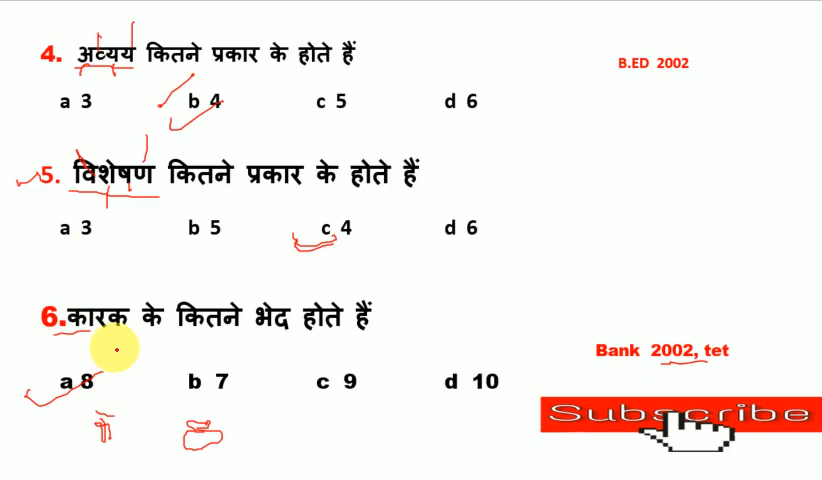 4. अव्यय कितने प्रकार के होते हैं
B.ED 2002
a 3 b 4 c 5 d 6
5. विशेषण कितने प्रकार के होते हैं
a 3 b 5 c 4 d 6
6.कारक के कितने भेद होते हैं
Bank 2002, tet
a 8 b 7 c 9 d 10
Subscribe